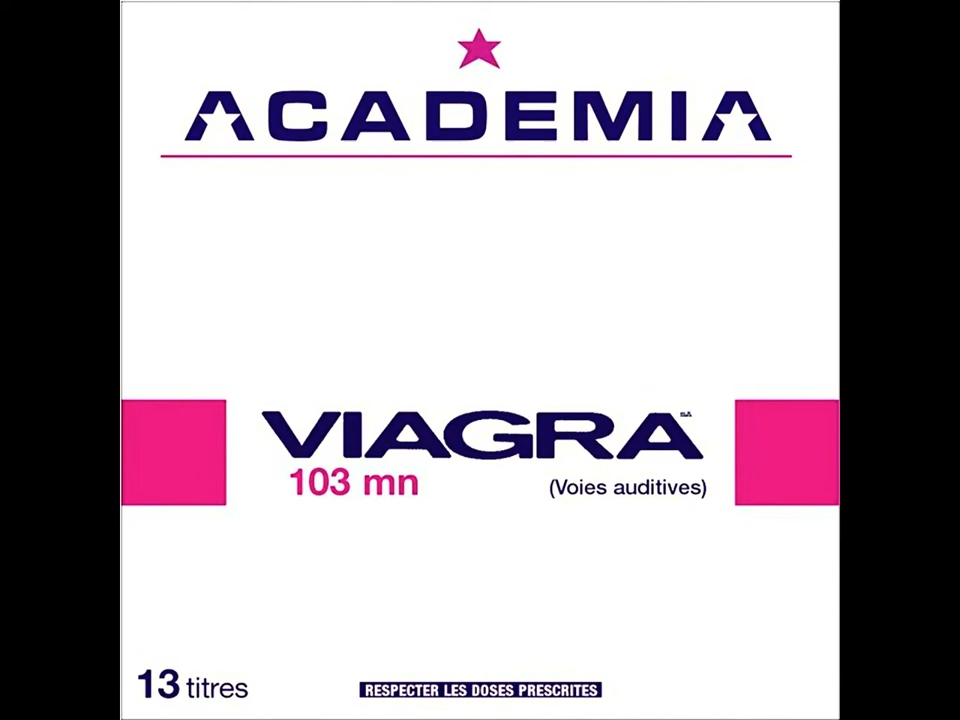 ACADEMIA
VIAGRA
103 mn
(Voies auditives)
13 titres
RESPECTER LES DOSES PRESCRITES